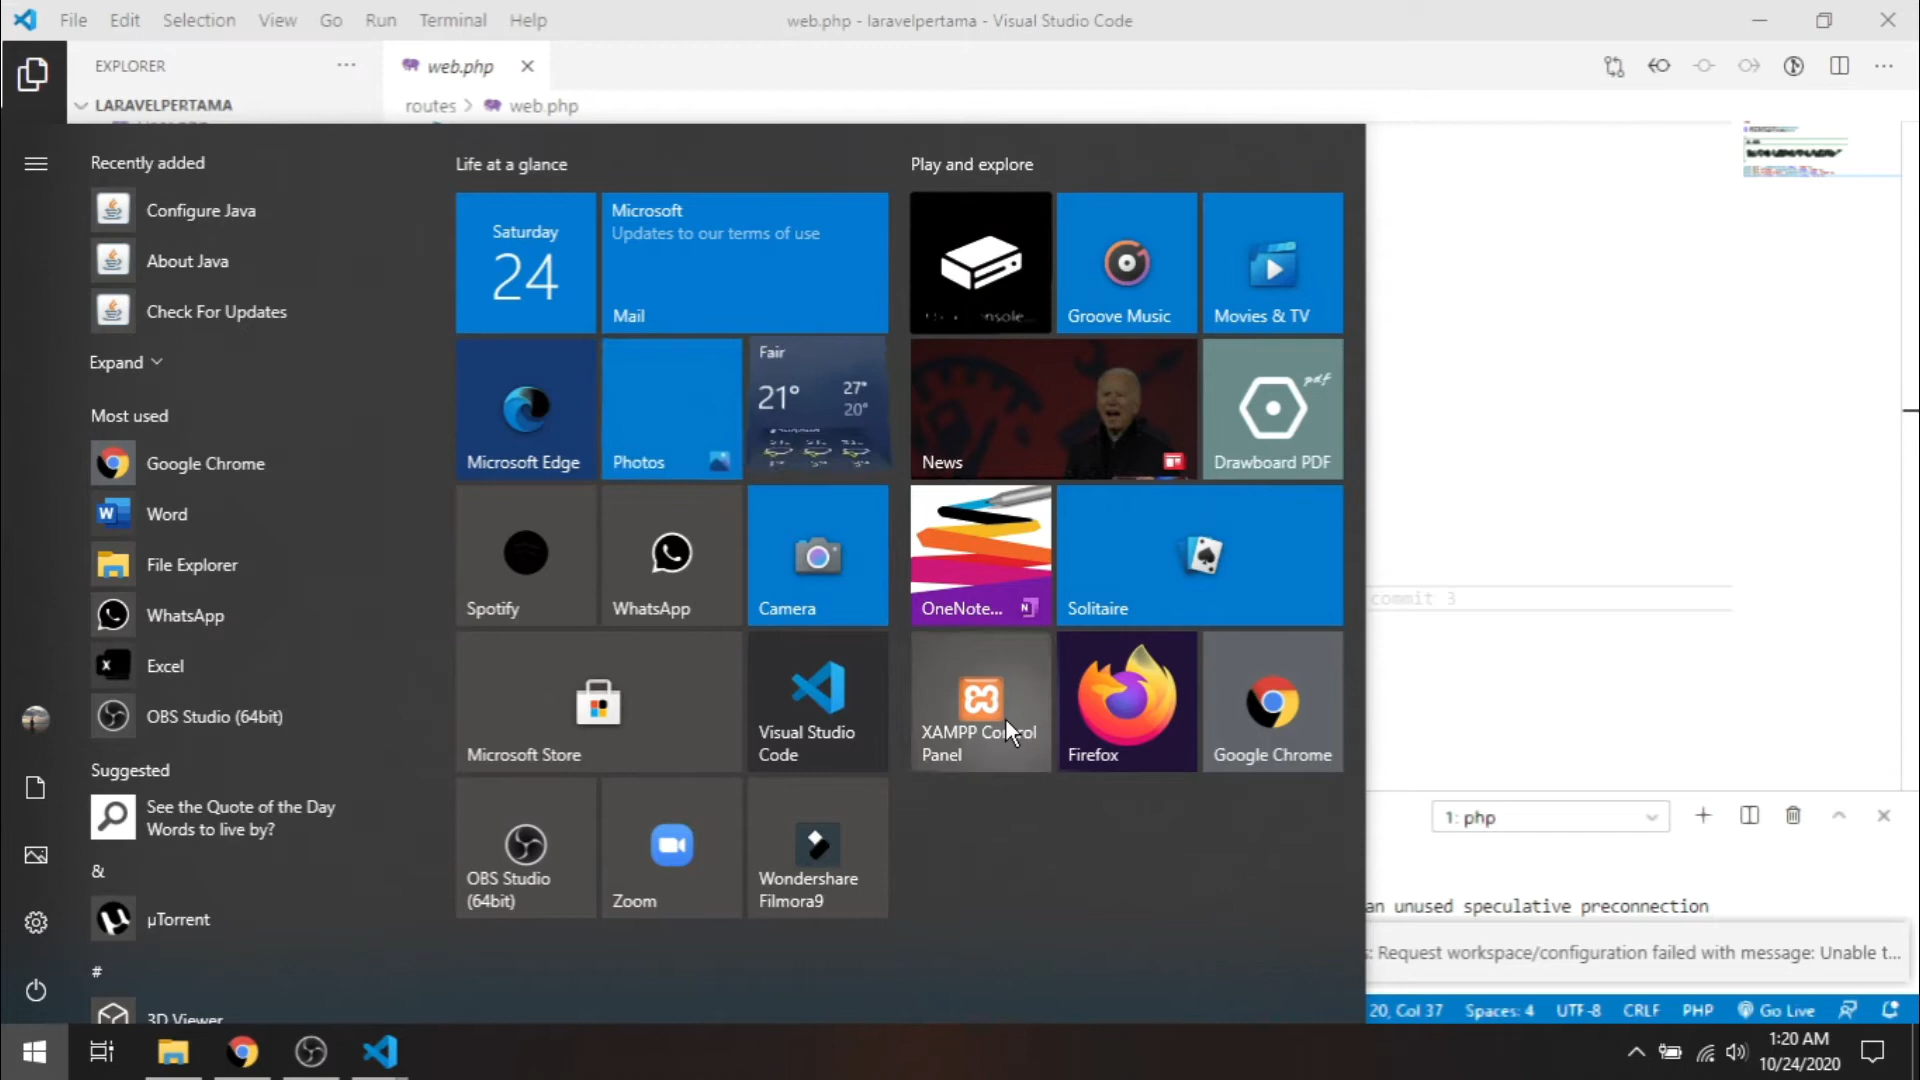 File Edit Selection View Go Run Terminal Help
web.php - laravelpertama - Visual Studio Code
EXPLORER
web.php
LARAVELPERTAMA
routes > web.php
Recently added
Configure Java
About Java
Check For Updates
Expand
Most used
Google Chrome
Word
File Explorer
WhatsApp
Excel
OBS Studio (64bit)
Suggested
See the Quote of the Day
Words to live by?
&
µTorrent
#
3D Viewer
Life at a glance
Saturday
24
Microsoft
Updates to our terms of use
Mail
Microsoft Edge
Photos
Fair
21°
27°
20°
Spotify
WhatsApp
Camera
Microsoft Store
Visual Studio
Code
OBS Studio
(64bit)
Zoom
Wondershare
Filmora9
Play and explore
Groove Music
Movies & TV
News
pdf
Drawboard PDF
OneNote...
Solitaire
XAMPP Control
Panel
Firefox
Google Chrome
commit 3
1: php
an unused speculative preconnection
: Request workspace/configuration failed with message: Unable t...
20, Col 37 Spaces: 4 UTF-8 CRLF PHP Go Live
1:20 AM
10/24/2020